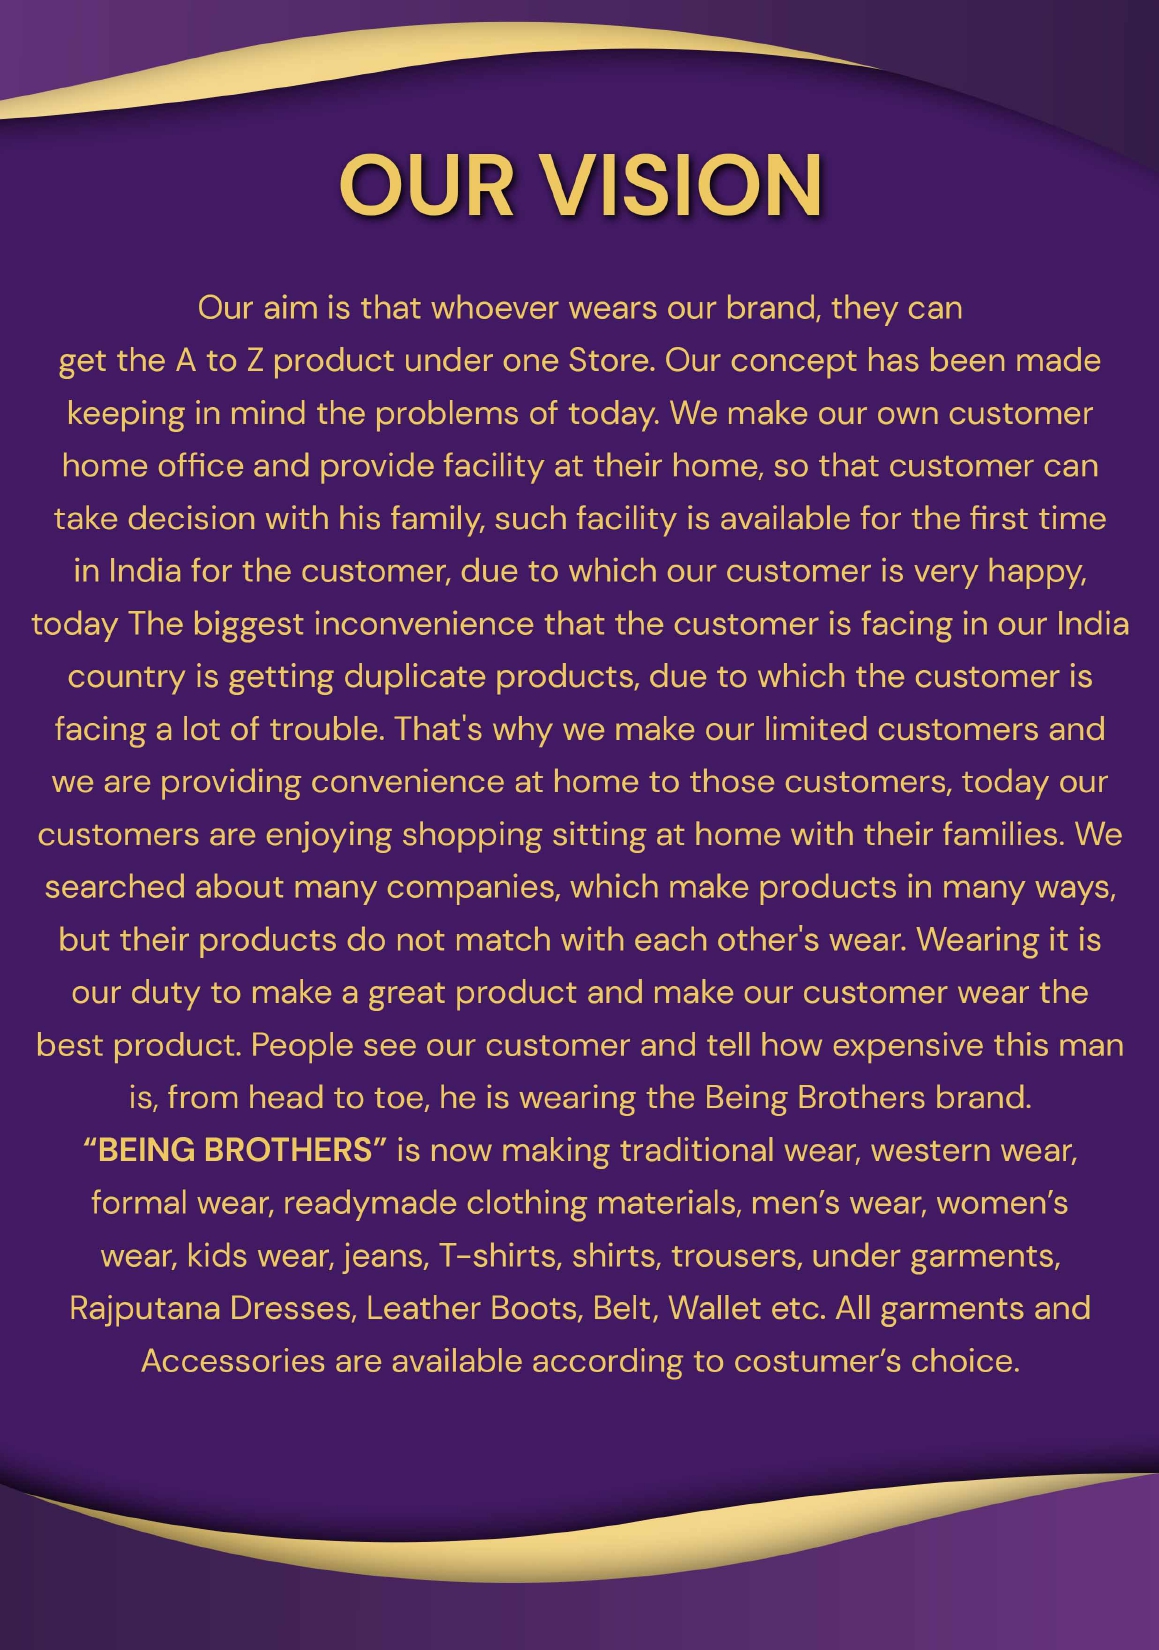 OUR VISION
Our aim is that whoever wears our brand, they can
get the A to Z product under one Store. Our concept has been made
keeping in mind the problems of today. We make our own customer
home office and provide facility at their home, so that customer can
take decision with his family, such facility is available for the first time
in India for the customer, due to which our customer is very happy,
today The biggest inconvenience that the customer is facing in our India
country is getting duplicate products, due to which the customer is
facing a lot of trouble. That's why we make our limited customers and
we are providing convenience at home to those customers, today our
customers are enjoying shopping sitting at home with their families. We
searched about many companies, which make products in many ways,
but their products do not match with each other's wear. Wearing it is
our duty to make a great product and make our customer wear the
best product. People see our customer and tell how expensive this man
is, from head to toe, he is wearing the Being Brothers brand.
“BEING BROTHERS” is now making traditional wear, western wear,
formal wear, readymade clothing materials, men’s wear, women’s
wear, kids wear, jeans, T-shirts, shirts, trousers, under garments,
Rajputana Dresses, Leather Boots, Belt, Wallet etc. All garments and
Accessories are available according to costumer’s choice.